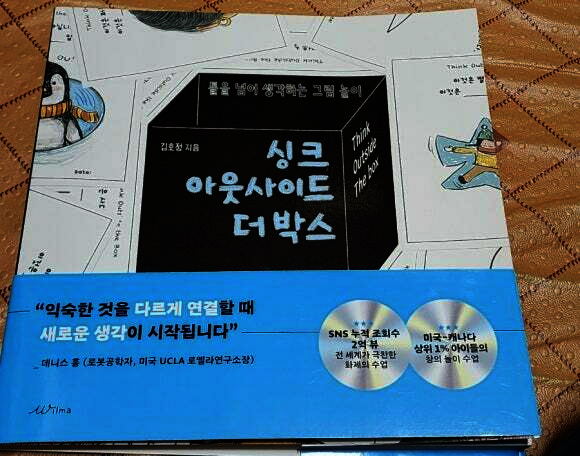 Think Outside the B
틀을 넘어 생각하는 그림 놀이
김호정 지음
싱크
아웃사이드
더 박스
Think
Outside
The box
“익숙한 것을 다르게 연결할 때
새로운 생각이 시작됩니다”
데니스 홍 (로봇공학자, 미국 UCLA 로멜라연구소장)
SNS 누적 조회수
2억 뷰
전 세계가 극찬한
화제의 수업
미국·캐나다
상위 1% 아이들의
창의 놀이 수업
Wilma